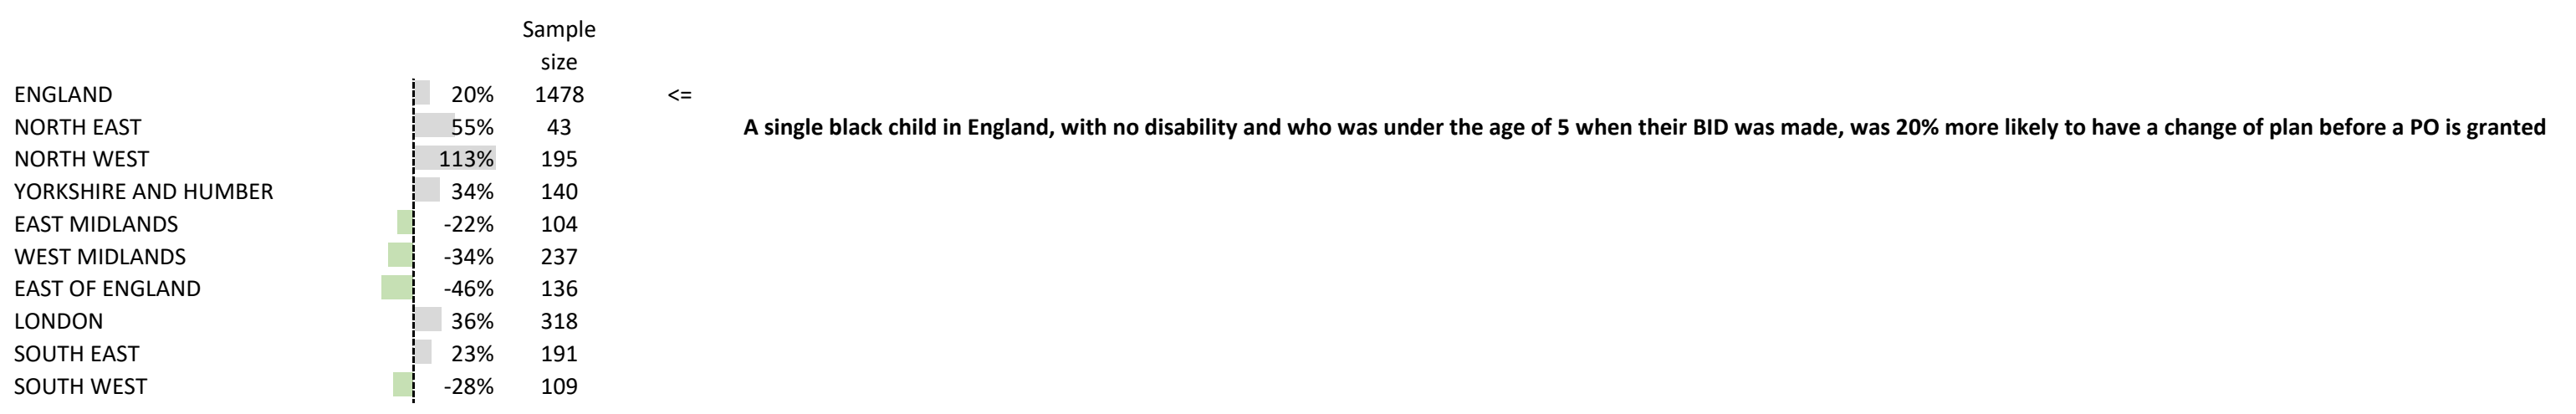 Sample
size
ENGLAND 20% 1478 <=
NORTH EAST 55% 43 A single black child in England, with no disability and who was under the age of 5 when their BID was made, was 20% more likely to have a change of plan before a PO is granted
NORTH WEST 113% 195
YORKSHIRE AND HUMBER 34% 140
EAST MIDLANDS -22% 104
WEST MIDLANDS -34% 237
EAST OF ENGLAND -46% 136
LONDON 36% 318
SOUTH EAST 23% 191
SOUTH WEST -28% 109